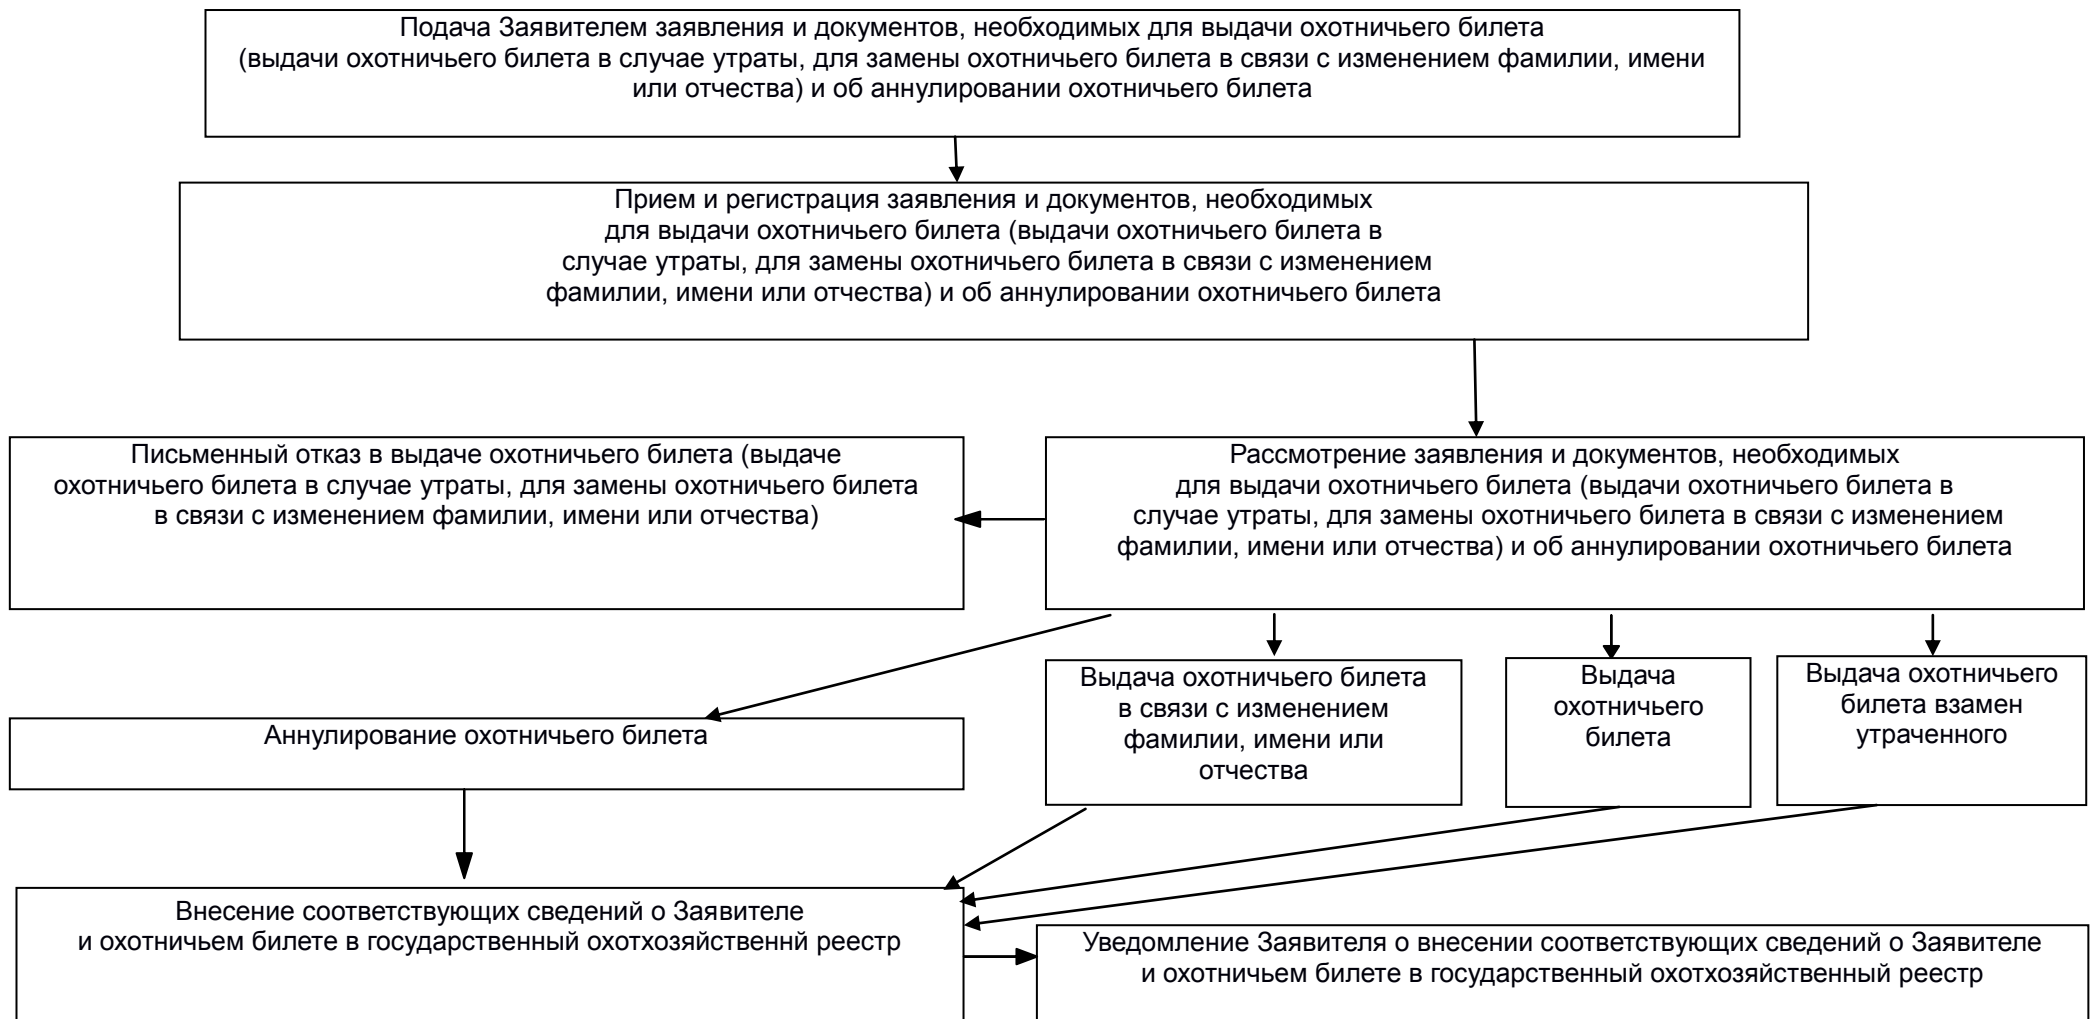 Подача Заявителем заявления и документов, необходимых для выдачи охотничьего билета
(выдачи охотничьего билета в случае утраты, для замены охотничьего билета в связи с изменением фамилии, имени
или отчества) и об аннулировании охотничьего билета
Прием и регистрация заявления и документов, необходимых
для выдачи охотничьего билета (выдачи охотничьего билета в
случае утраты, для замены охотничьего билета в связи с изменением
фамилии, имени или отчества) и об аннулировании охотничьего билета
Письменный отказ в выдаче охотничьего билета (выдаче
охотничьего билета в случае утраты, для замены охотничьего билета
в связи с изменением фамилии, имени или отчества)
Рассмотрение заявления и документов, необходимых
для выдачи охотничьего билета (выдачи охотничьего билета в
случае утраты, для замены охотничьего билета в связи с изменением
фамилии, имени или отчества) и об аннулировании охотничьего билета
Аннулирование охотничьего билета
Выдача охотничьего билета
в связи с изменением
фамилии, имени или
отчества
Выдача
охотничьего
билета
Выдача охотничьего
билета взамен
утраченного
Внесение соответствующих сведений о Заявителе
и охотничьем билете в государственный охотхозяйственнй реестр
Уведомление Заявителя о внесении соответствующих сведений о Заявителе
и охотничьем билете в государственный охотхозяйственный реестр